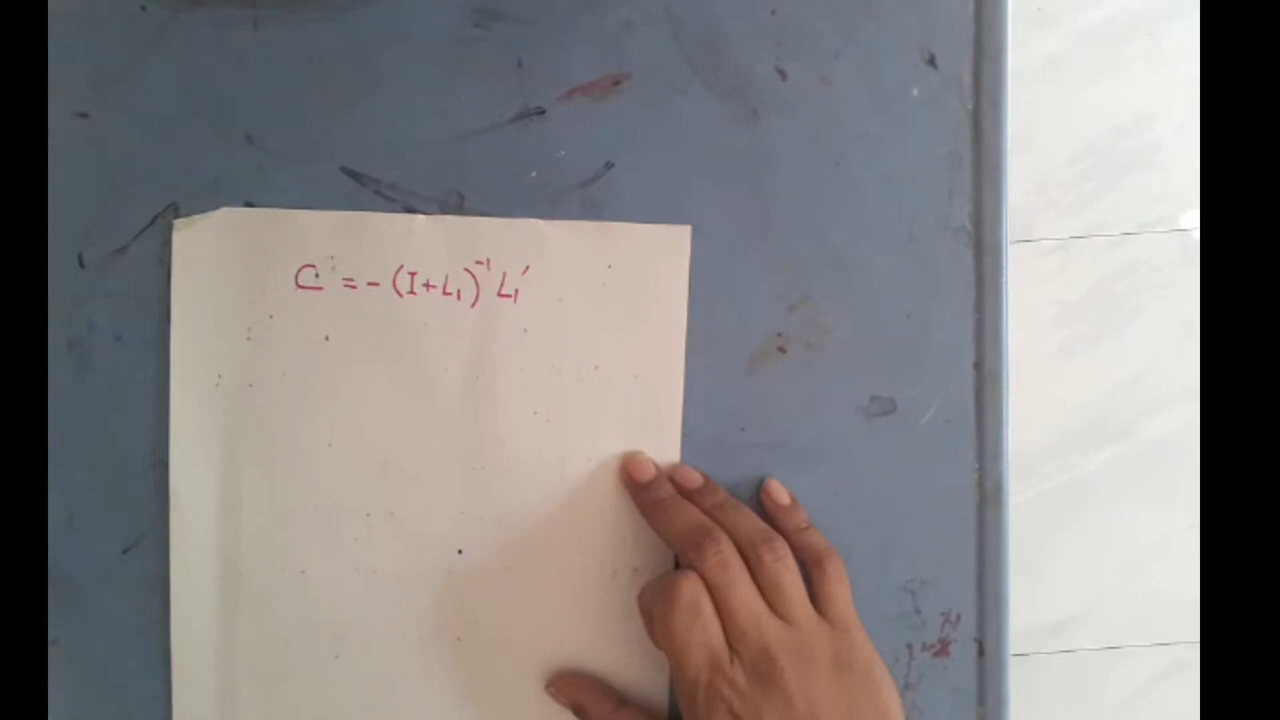 C = - (I+L₁)⁻¹ L₁′